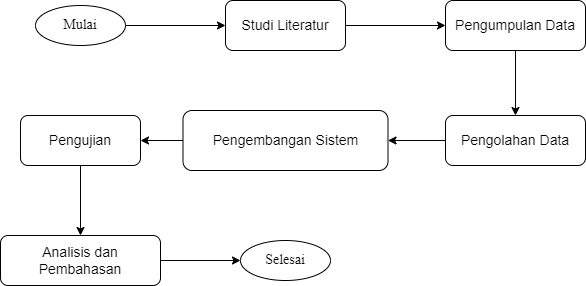 Mulai
Studi Literatur
Pengumpulan Data
Pengolahan Data
Pengembangan Sistem
Pengujian
Analisis dan
Pembahasan
Selesai